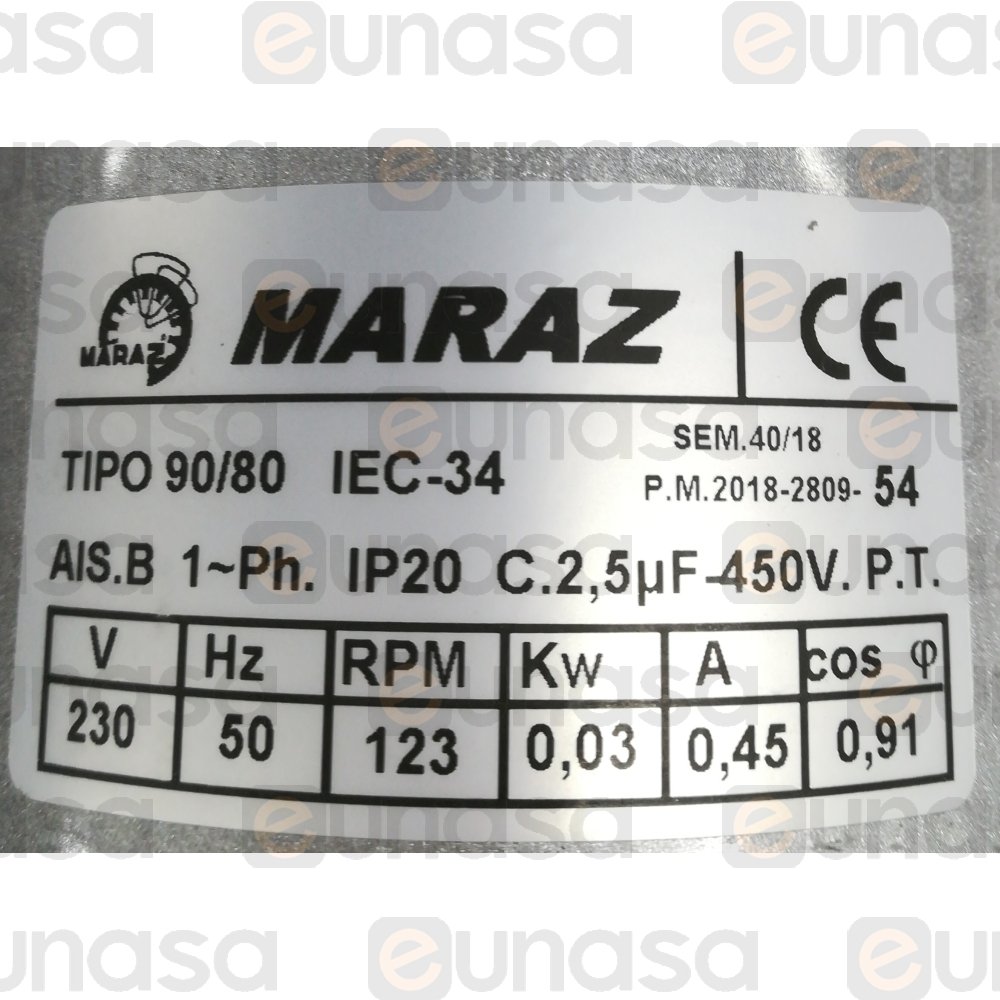 eunasa
MARAZ
MARAZ
CE
SEM.40/18
TIPO 90/80 IEC-34
P.M.2018-2809- 54
AIS.B 1~Ph. IP20 C.2,5µF-450V. P.T.
V Hz RPM Kw A cos φ
230 50 123 0,03 0,45 0,91